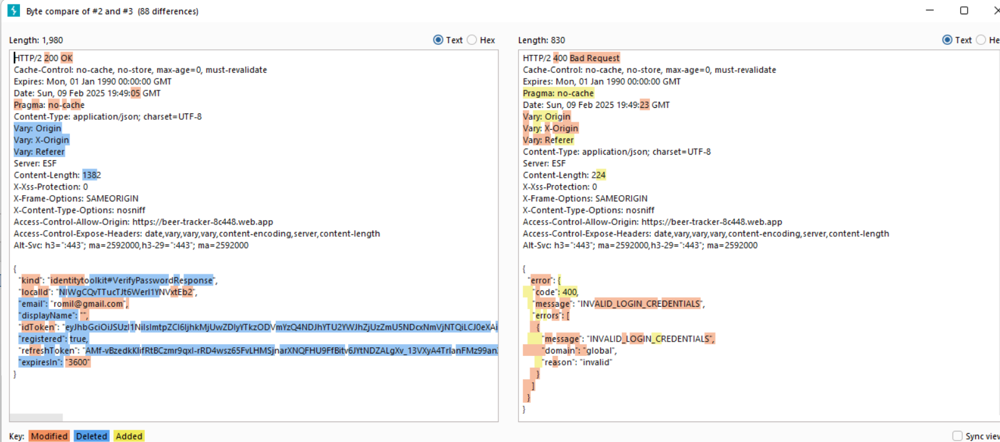 Byte compare of #2 and #3 (88 differences)
Length: 1,980
Text Hex
HTTP/2 200 OK
Cache-Control: no-cache, no-store, max-age=0, must-revalidate
Expires: Mon, 01 Jan 1990 00:00:00 GMT
Date: Sun, 09 Feb 2025 19:49:05 GMT
Pragma: no-cache
Content-Type: application/json; charset=UTF-8
Vary: Origin
Vary: X-Origin
Vary: Referer
Server: ESF
Content-Length: 1382
X-Xss-Protection: 0
X-Frame-Options: SAMEORIGIN
X-Content-Type-Options: nosniff
Access-Control-Allow-Origin: https://beer-tracker-8c448.web.app
Access-Control-Expose-Headers: date,vary,vary,vary,content-encoding,server,content-length
Alt-Svc: h3=":443"; ma=2592000,h3-29=":443"; ma=2592000
{
"kind": "identitytoolkit#VerifyPasswordResponse",
"localId":
"email": "romil@gmail.com",
"displayName": "",
"idToken":
"registered": true,
"refreshToken":
"expiresIn": "3600"
}
Length: 830
Text He
HTTP/2 400 Bad Request
Cache-Control: no-cache, no-store, max-age=0, must-revalidate
Expires: Mon, 01 Jan 1990 00:00:00 GMT
Pragma: no-cache
Date: Sun, 09 Feb 2025 19:49:23 GMT
Vary: Origin
Vary: X-Origin
Vary: Referer
Content-Type: application/json; charset=UTF-8
Server: ESF
Content-Length: 224
X-Xss-Protection: 0
X-Frame-Options: SAMEORIGIN
X-Content-Type-Options: nosniff
Access-Control-Allow-Origin: https://beer-tracker-8c448.web.app
Access-Control-Expose-Headers: date,vary,vary,vary,content-encoding,server,content-length
Alt-Svc: h3=":443"; ma=2592000,h3-29=":443"; ma=2592000
{
"error": {
"code": 400,
"message": "INVALID_LOGIN_CREDENTIALS",
"errors": [
{
"message": "INVALID_LOGIN_CREDENTIALS",
"domain": "global",
"reason": "invalid"
}
]
}
}
Key: Modified Deleted Added
Sync view